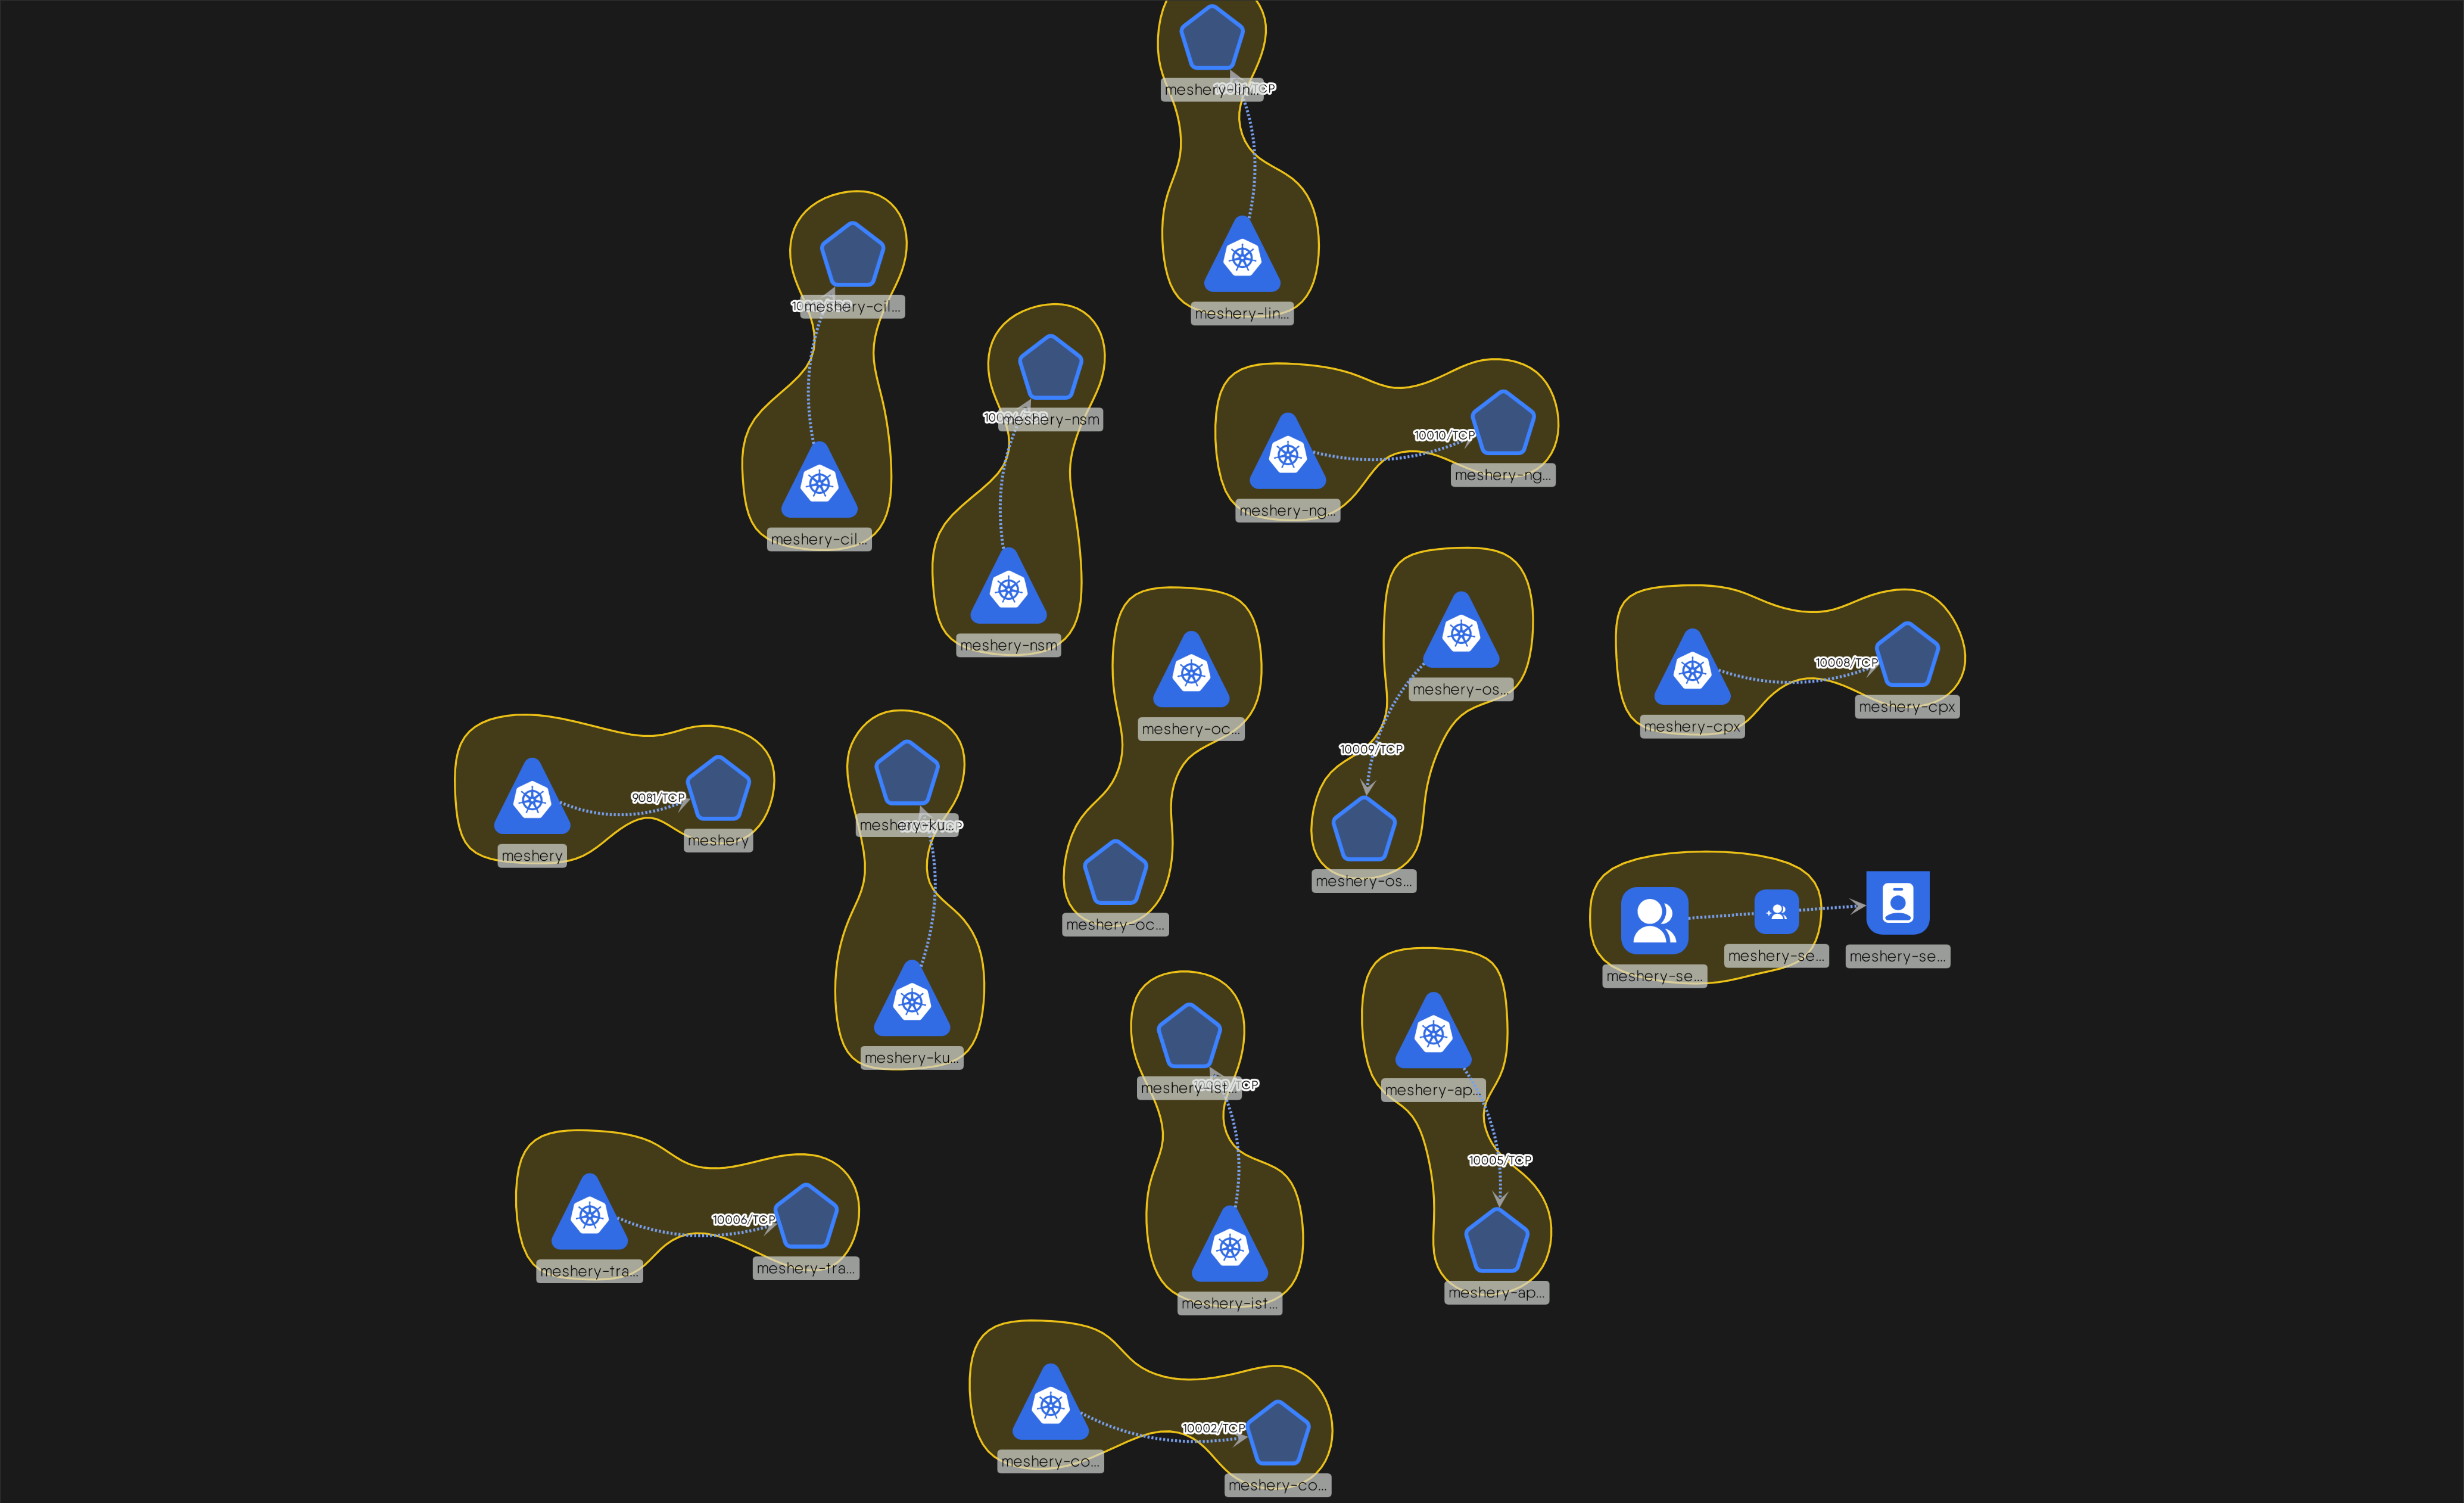 meshery-lin...
meshery-lin...
meshery-cil...
meshery-cil...
meshery-nsm
meshery-nsm
10010/TCP
meshery-ng...
meshery-ng...
meshery-oc...
meshery-oc...
meshery-os...
10009/TCP
meshery-os...
10008/TCP
meshery-cpx
meshery-cpx
9081/TCP
meshery
meshery
meshery-ku...
meshery-ku...
meshery-se...
meshery-se...
meshery-se...
meshery-ist...
meshery-ist...
meshery-ap...
10005/TCP
meshery-ap...
10006/TCP
meshery-tra...
meshery-tra...
10002/TCP
meshery-co...
meshery-co...